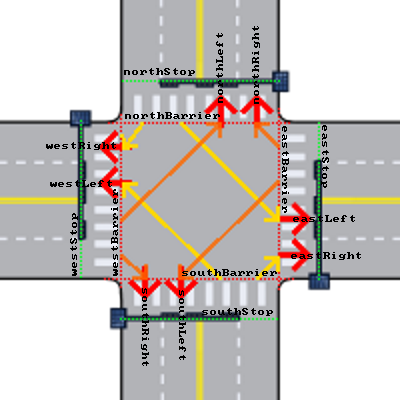 northLeft
northRight
northStop
northBarrier
eastStop
eastBarrier
westRight
westLeft
eastLeft
westStop
westBarrier
eastRight
southBarrier
southStop
southRight
southLeft